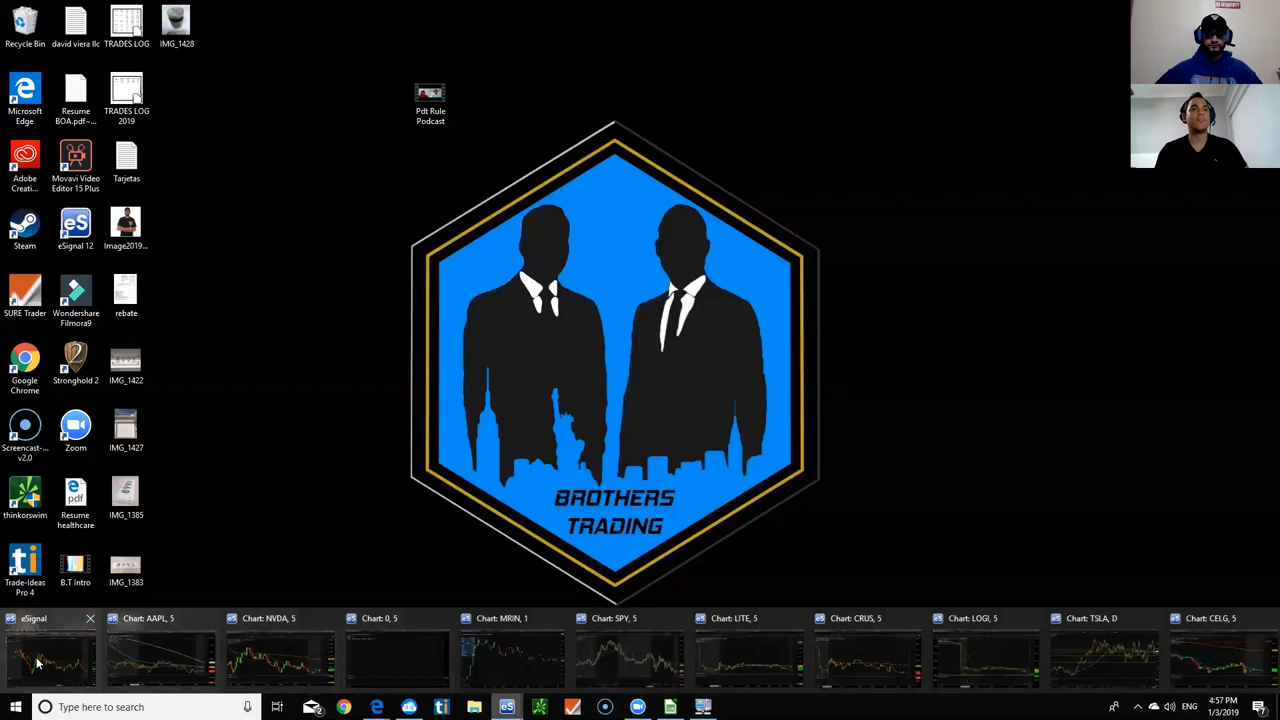 Recycle Bin
david viera llc
TRADES LOG
IMG_1428
Microsoft
Edge
Resume
BOA.pdf~...
TRADES LOG
2019
Pdt Rule
Podcast
Adobe
Creati...
Movavi Video
Editor 15 Plus
Tarjetas
Steam
eSignal 12
Image2019...
SURE Trader
Wondershare
Filmora9
rebate
Google
Chrome
Stronghold 2
IMG_1422
Screencast-...
v2.0
Zoom
IMG_1427
thinkorswim
Resume
healthcare
IMG_1385
Trade-Ideas
Pro 4
B.T Intro
IMG_1383
BROTHERS
TRADING
eSignal
Chart: AAPL, 5
Chart: NVDA, 5
Chart: 0, 5
Chart: MRIN, 1
Chart: SPY, 5
Chart: LITE, 5
Chart: CRUS, 5
Chart: LOGI, 5
Chart: TSLA, D
Chart: CELG, 5
Type here to search
4:57 PM
1/3/2019